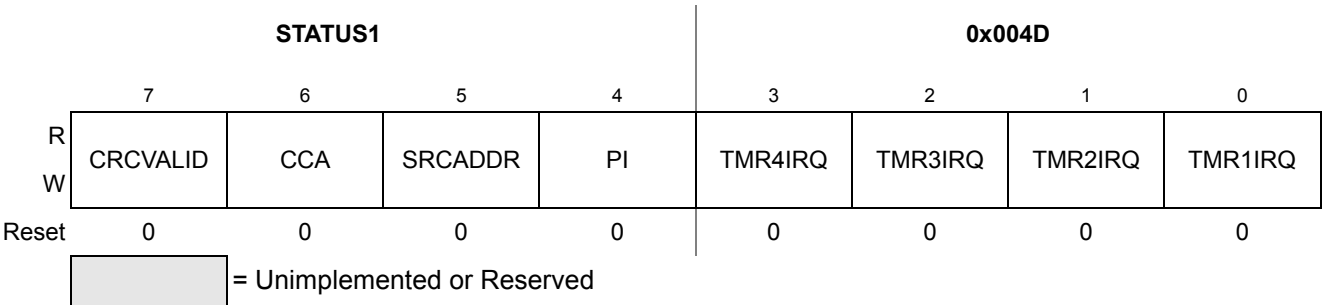 STATUS1 0x004D
7 6 5 4 3 2 1 0
R
CRCVALID CCA SRCADDR PI TMR4IRQ TMR3IRQ TMR2IRQ TMR1IRQ
W
Reset 0 0 0 0 0 0 0 0
= Unimplemented or Reserved